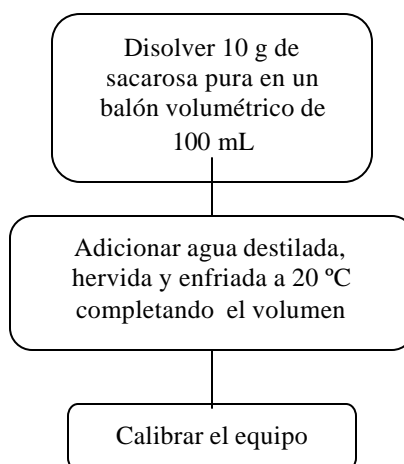 Disolver 10 g de
sacarosa pura en un
balón volumétrico de
100 mL
Adicionar agua destilada,
hervida y enfriada a 20 ºC
completando el volumen
Calibrar el equipo